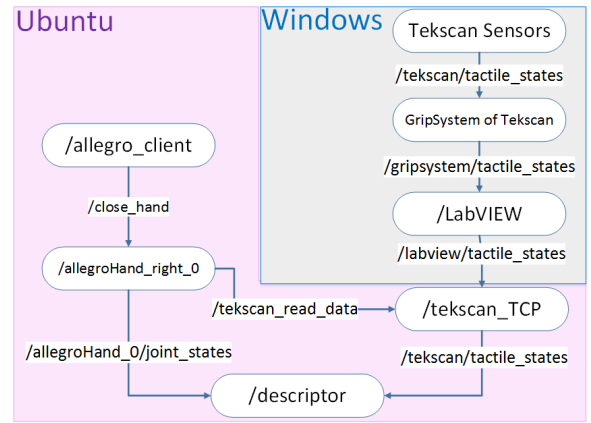 Ubuntu
Windows
Tekscan Sensors
/tekscan/tactile_states
GripSystem of Tekscan
/allegro_client
/gripsystem/tactile_states
/close_hand
/LabVIEW
/labview/tactile_states
/allegroHand_right_0
/tekscan_read_data
/tekscan_TCP
/allegroHand_0/joint_states
/tekscan/tactile_states
/descriptor